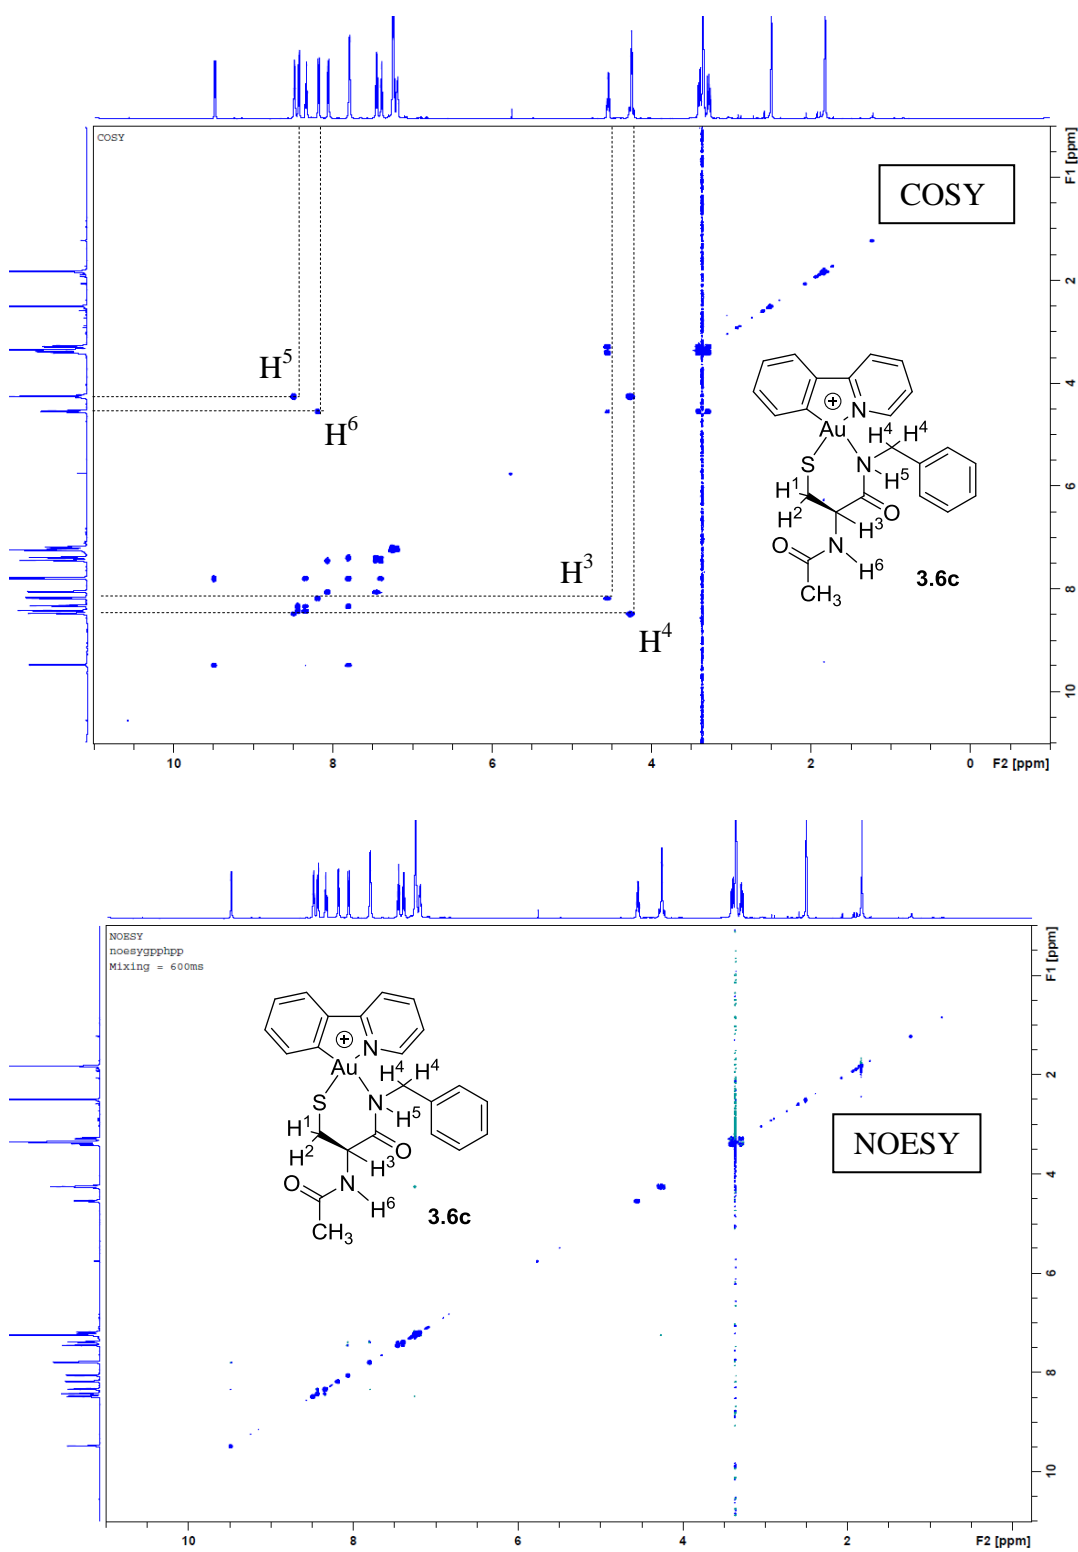 COSY
COSY
F1 [ppm]
2
4
6
8
10
H5
H6
H3
H4
⊕
N
Au
H4 H4
S
N
H5
H1
H2
H3
O
O
N
H6
CH3
3.6c
10 8 6 4 2 0 F2 [ppm]
NOESY
noesygpphpp
Mixing = 600ms
F1 [ppm]
2
4
6
8
10
NOESY
⊕
N
Au
H4 H4
S
N
H5
H1
H2
H3
O
O
N
H6
CH3
3.6c
10 8 6 4 2 F2 [ppm]